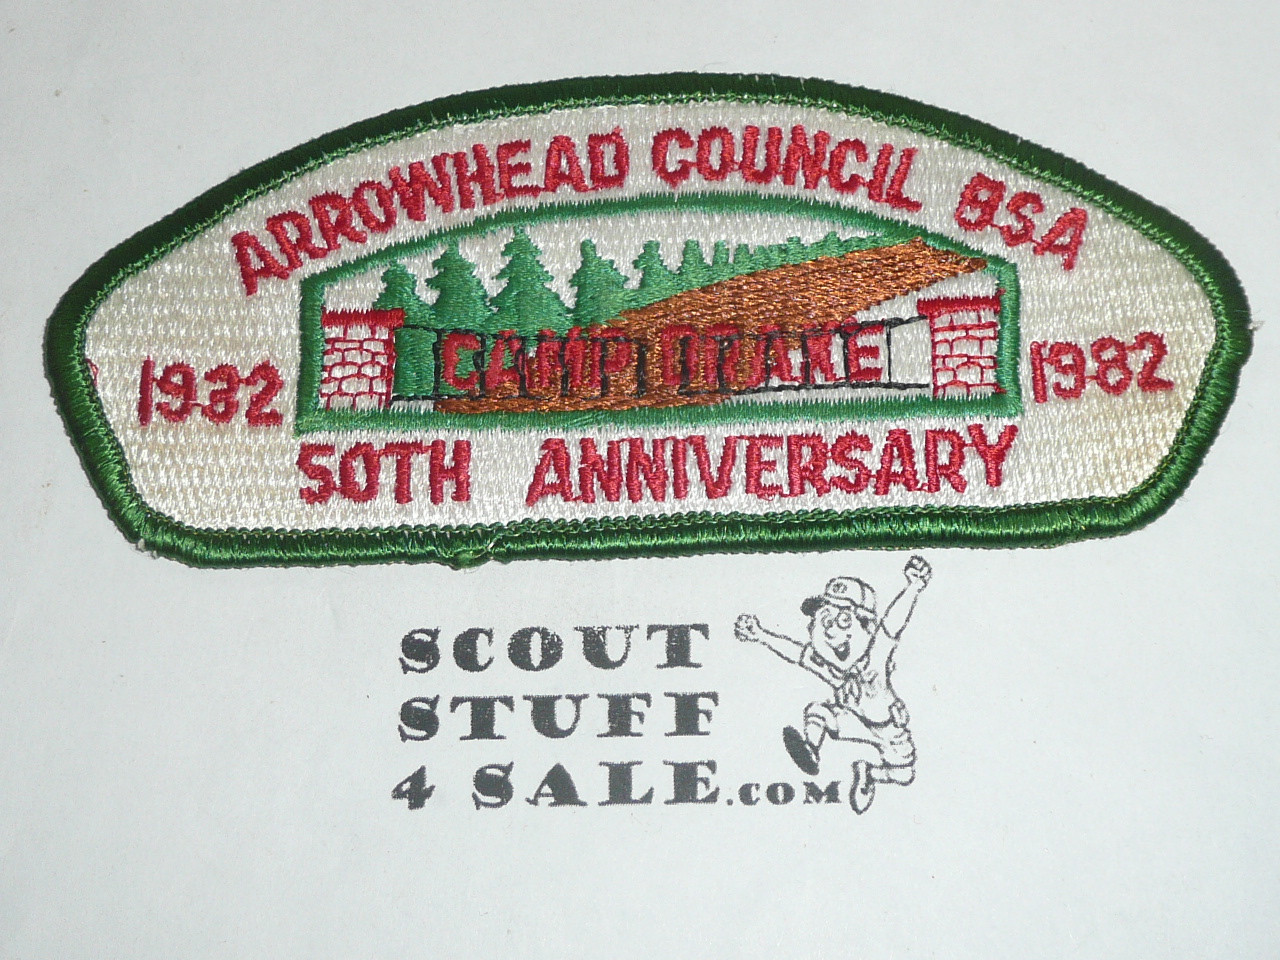 ARROWHEAD COUNCIL BSA
CAMP DRAKE
1932 1982
50TH ANNIVERSARY
SCOUT
STUFF
4 SALE.COM